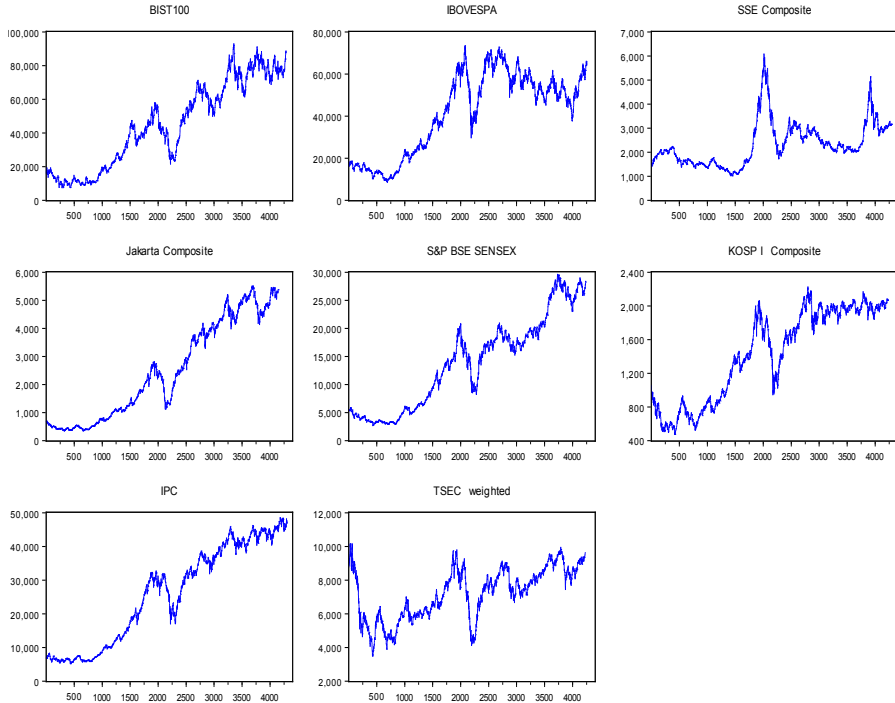 BIST100 IBOVESPA SSE Composite
100,000 80,000 7,000
80,000 60,000 6,000
60,000 40,000 5,000
40,000 20,000 4,000
20,000 0 3,000
0 2,000
1,000
0
500 1000 1500 2000 2500 3000 3500 4000 500 1000 1500 2000 2500 3000 3500 4000 500 1000 1500 2000 2500 3000 3500 4000
Jakarta Composite S&P BSE SENSEX KOSP I Composite
6,000 30,000 2,400
5,000 25,000 2,000
4,000 20,000 1,600
3,000 15,000 1,200
2,000 10,000 800
1,000 5,000 400
0 0
500 1000 1500 2000 2500 3000 3500 4000 500 1000 1500 2000 2500 3000 3500 4000 500 1000 1500 2000 2500 3000 3500 4000
IPC TSEC weighted
50,000 12,000
40,000 10,000
30,000 8,000
20,000 6,000
10,000 4,000
0 2,000
500 1000 1500 2000 2500 3000 3500 4000 500 1000 1500 2000 2500 3000 3500 4000